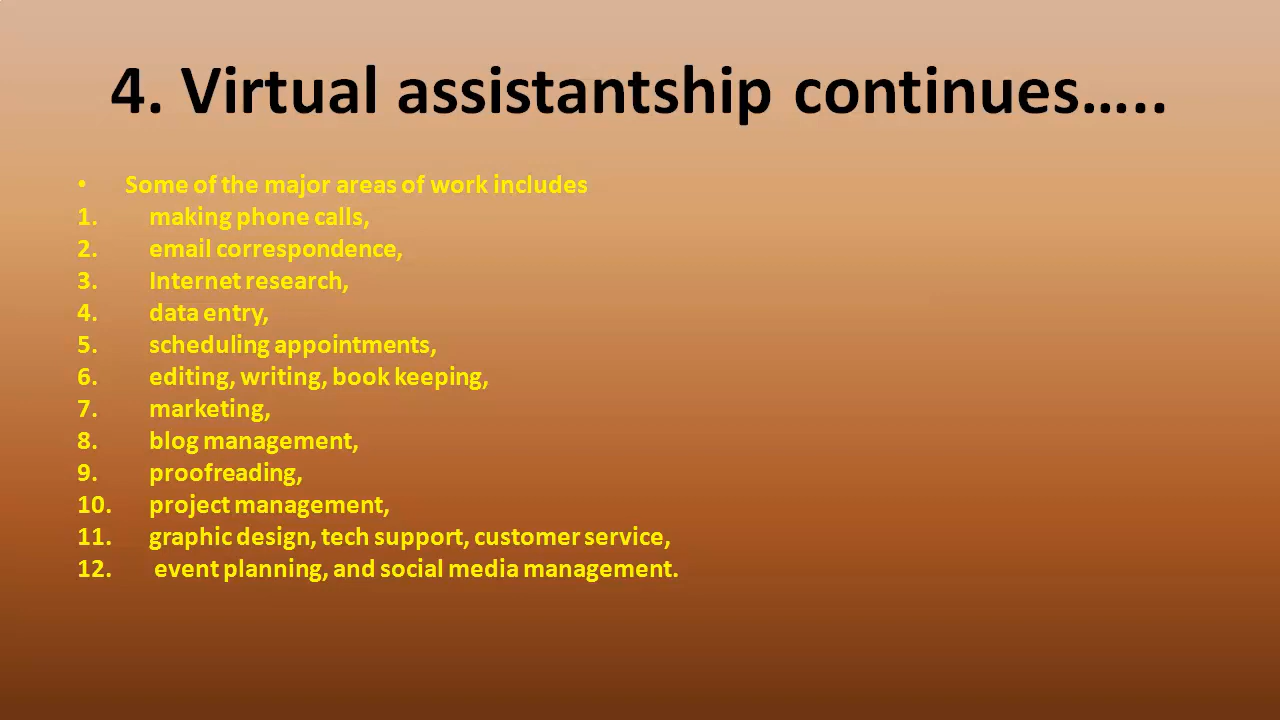 4. Virtual assistantship continues…..
• Some of the major areas of work includes
1. making phone calls,
2. email correspondence,
3. Internet research,
4. data entry,
5. scheduling appointments,
6. editing, writing, book keeping,
7. marketing,
8. blog management,
9. proofreading,
10. project management,
11. graphic design, tech support, customer service,
12. event planning, and social media management.